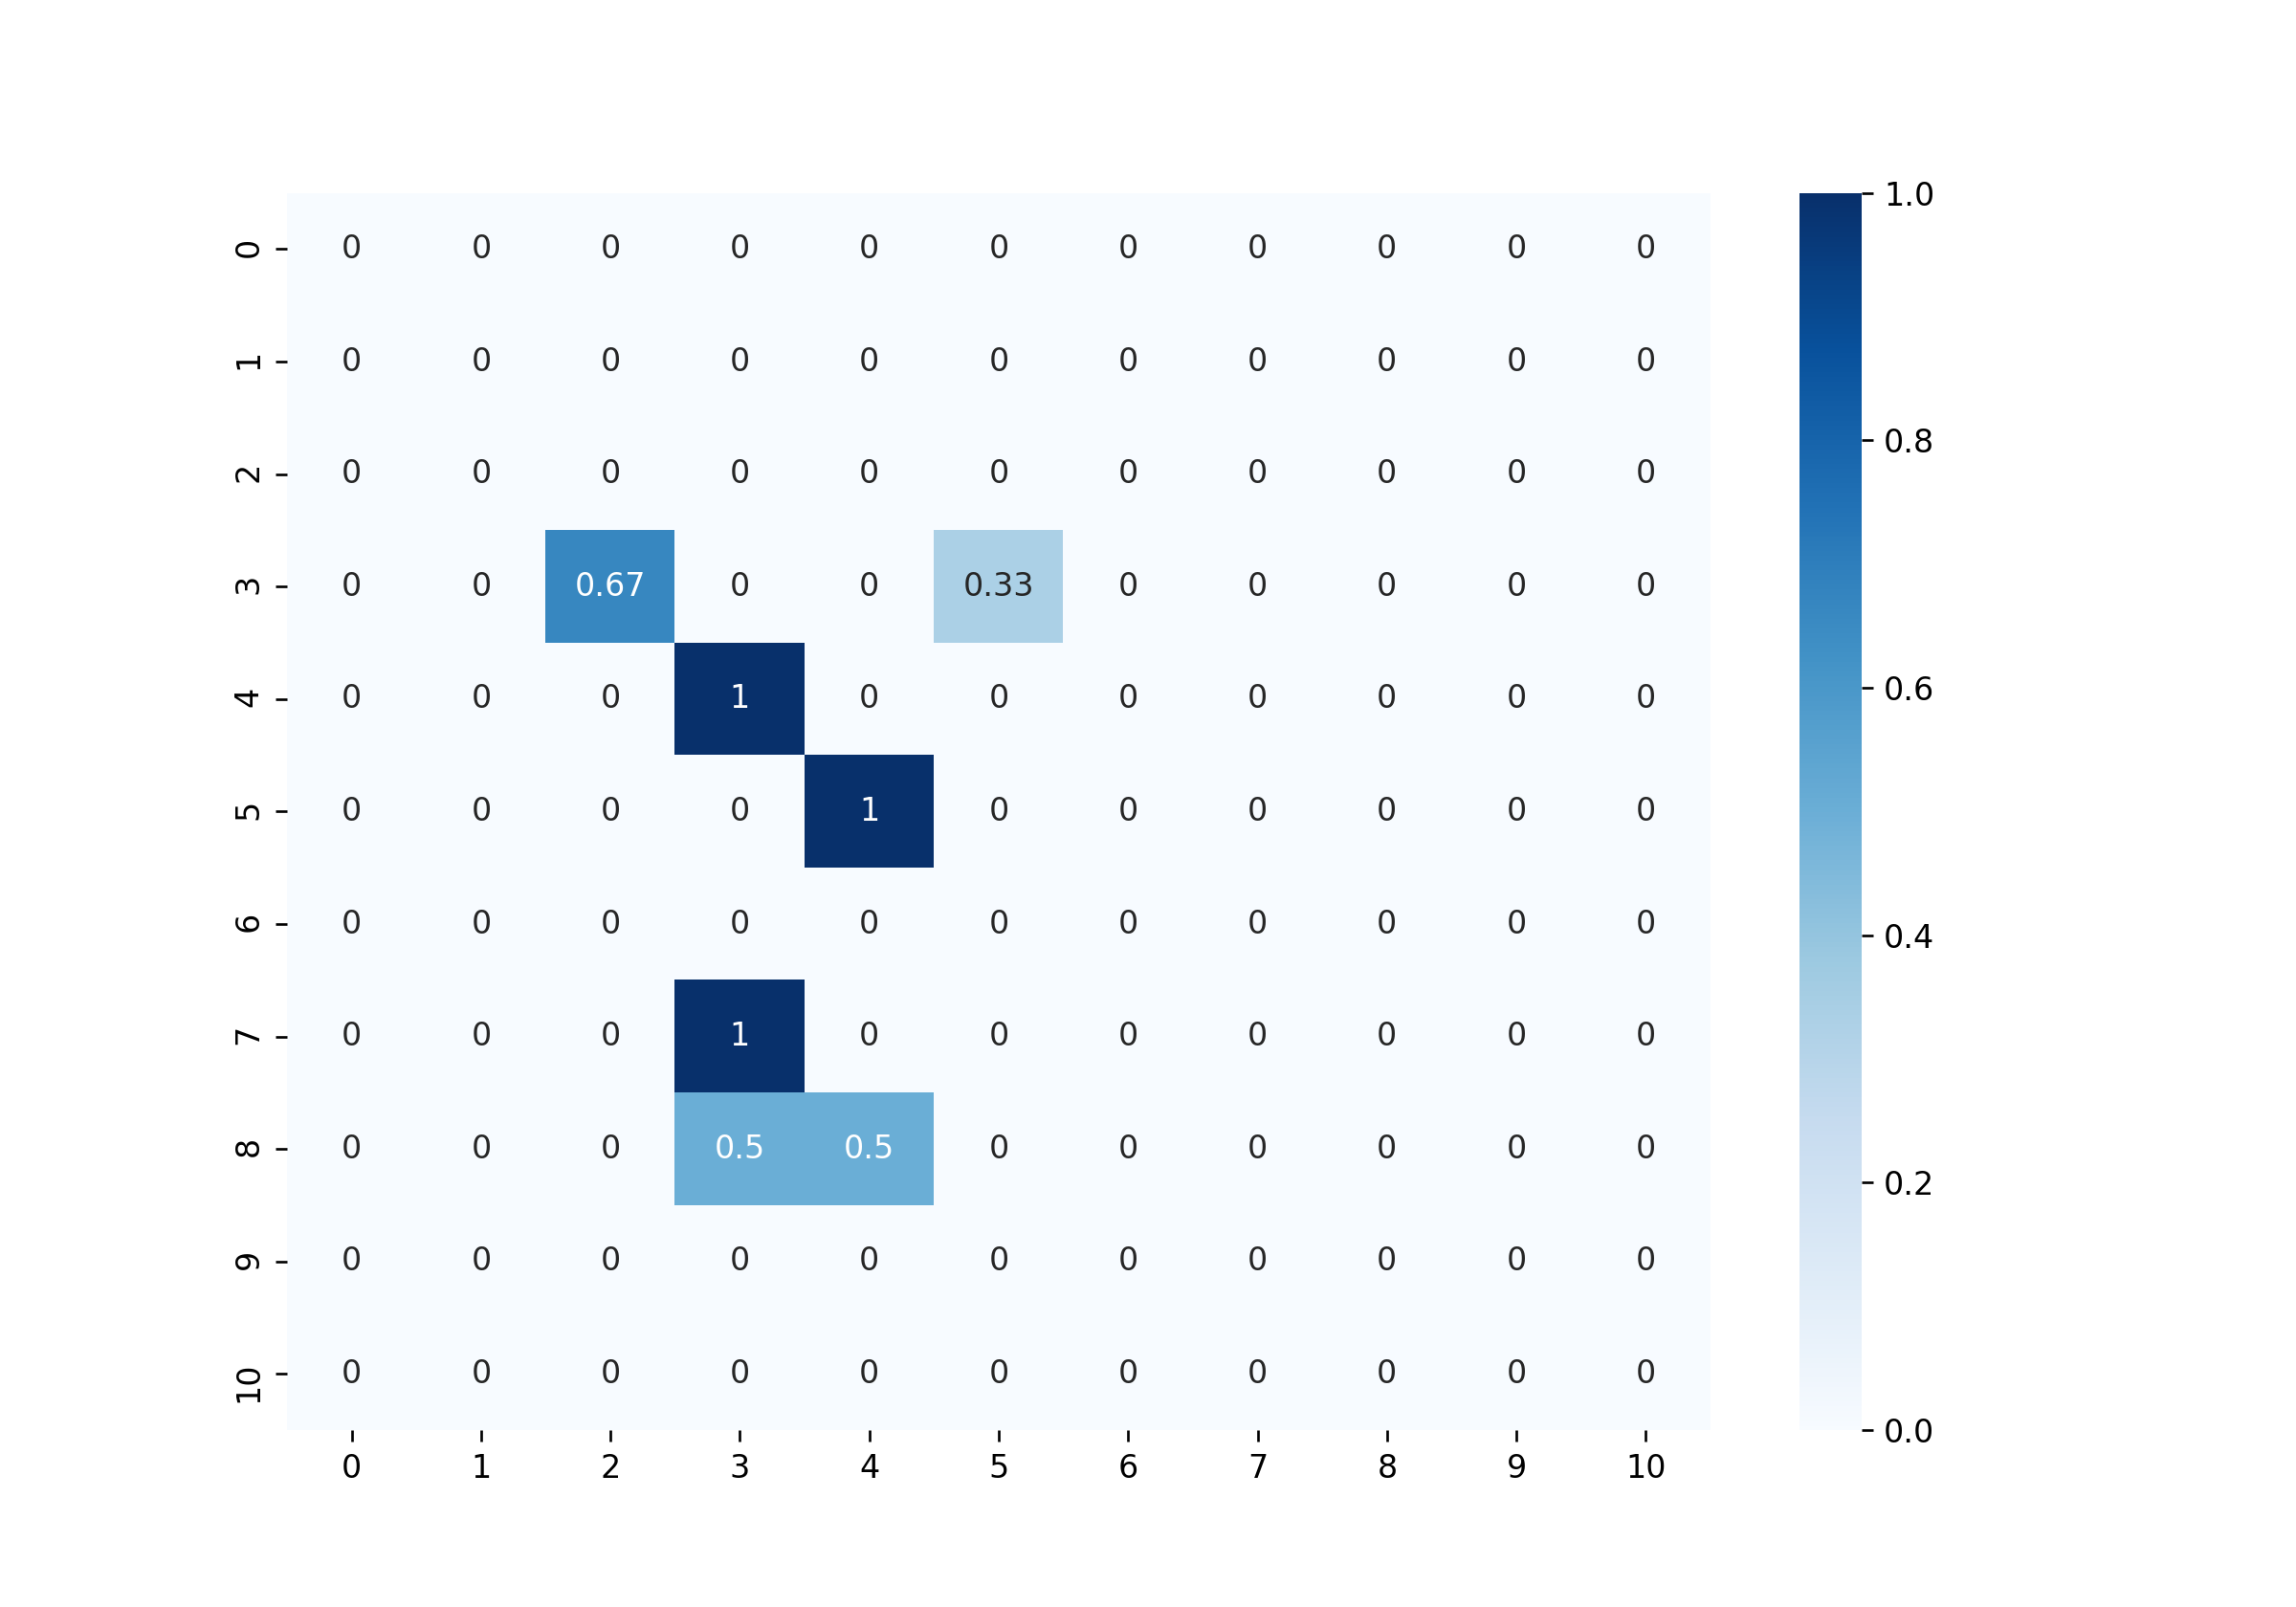 1.0
0 0 0 0 0 0 0 0 0 0 0 0
1 0 0 0 0 0 0 0 0 0 0 0
0.8
2 0 0 0 0 0 0 0 0 0 0 0
3 0 0 0.67 0 0 0.33 0 0 0 0 0
0.6
4 0 0 0 1 0 0 0 0 0 0 0
5 0 0 0 0 1 0 0 0 0 0 0
6 0 0 0 0 0 0 0 0 0 0 0
0.4
7 0 0 0 1 0 0 0 0 0 0 0
8 0 0 0 0.5 0.5 0 0 0 0 0 0
0.2
9 0 0 0 0 0 0 0 0 0 0 0
10 0 0 0 0 0 0 0 0 0 0 0
0.0
0 1 2 3 4 5 6 7 8 9 10